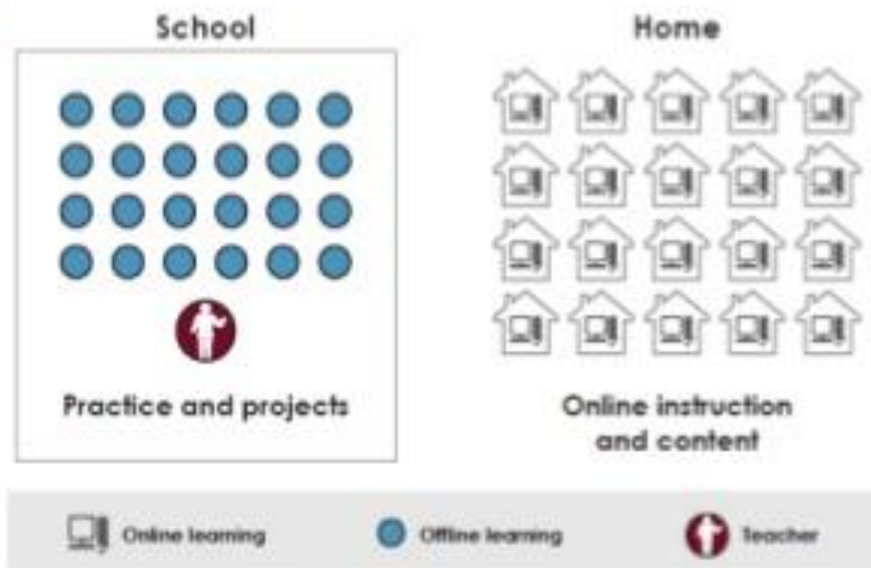 School
Home
Practice and projects
Online instruction
and content
Online learning
Offline learning
Teacher